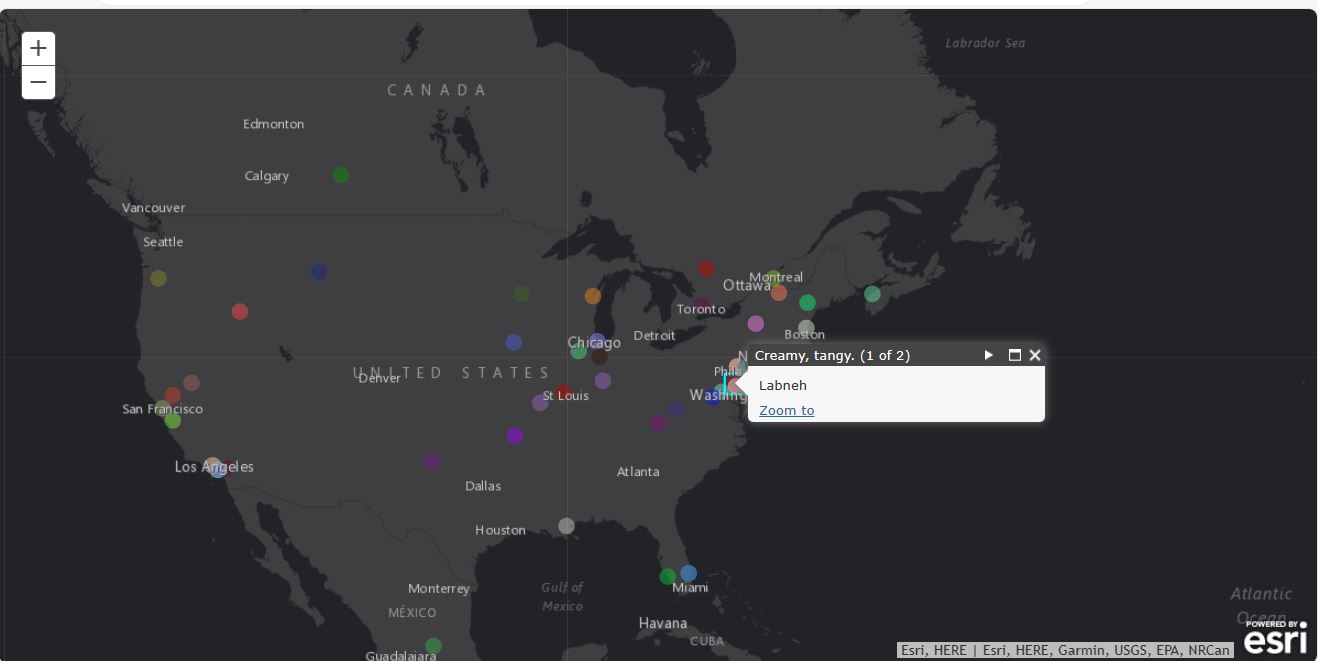 +
Labrador Sea
−
CANADA
Edmonton
Calgary
Vancouver
Seattle
Montreal
Ottawa
Toronto
Boston
Detroit
Chicago
N
Creamy, tangy. (1 of 2)
Phila
UNITED STATES
Denver
Labneh
St Louis
Washing
San Francisco
Zoom to
Los Angeles
Atlanta
Dallas
Houston
Miami
Monterrey
Gulf of
Mexico
Atlantic
Ocean
MÉXICO
Havana
CUBA
Guadalajara
POWERED BY
esri
Esri, HERE | Esri, HERE, Garmin, USGS, EPA, NRCan